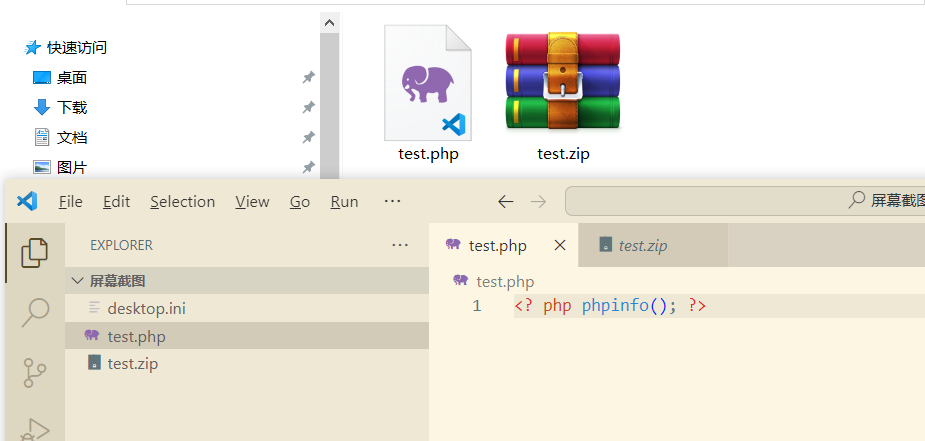 快速访问
桌面
下载
文档
图片
test.php
test.zip
File Edit Selection View Go Run ···
屏幕截图
EXPLORER ···
屏幕截图
desktop.ini
test.php
test.zip
test.php
test.zip
test.php
1 <? php phpinfo(); ?>